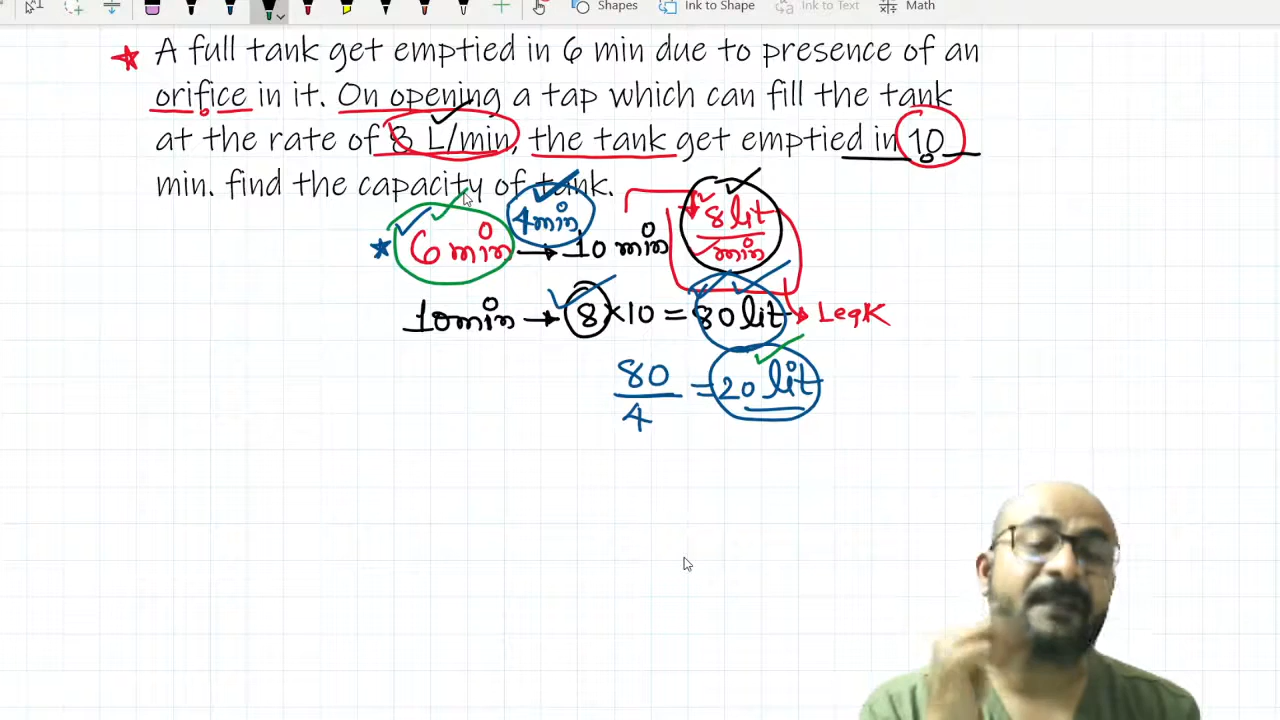 Shapes Ink to Shape Ink to Text Math
A full tank get emptied in 6 min due to presence of an
orifice in it. On opening a tap which can fill the tank
at the rate of 8 L/min, the tank get emptied in 10
min. find the capacity of tank.
6 min → 4 min 10 min 8 lit/min
10 min → 8 × 10 = 80 lit → Leak
80/4 = 20 lit